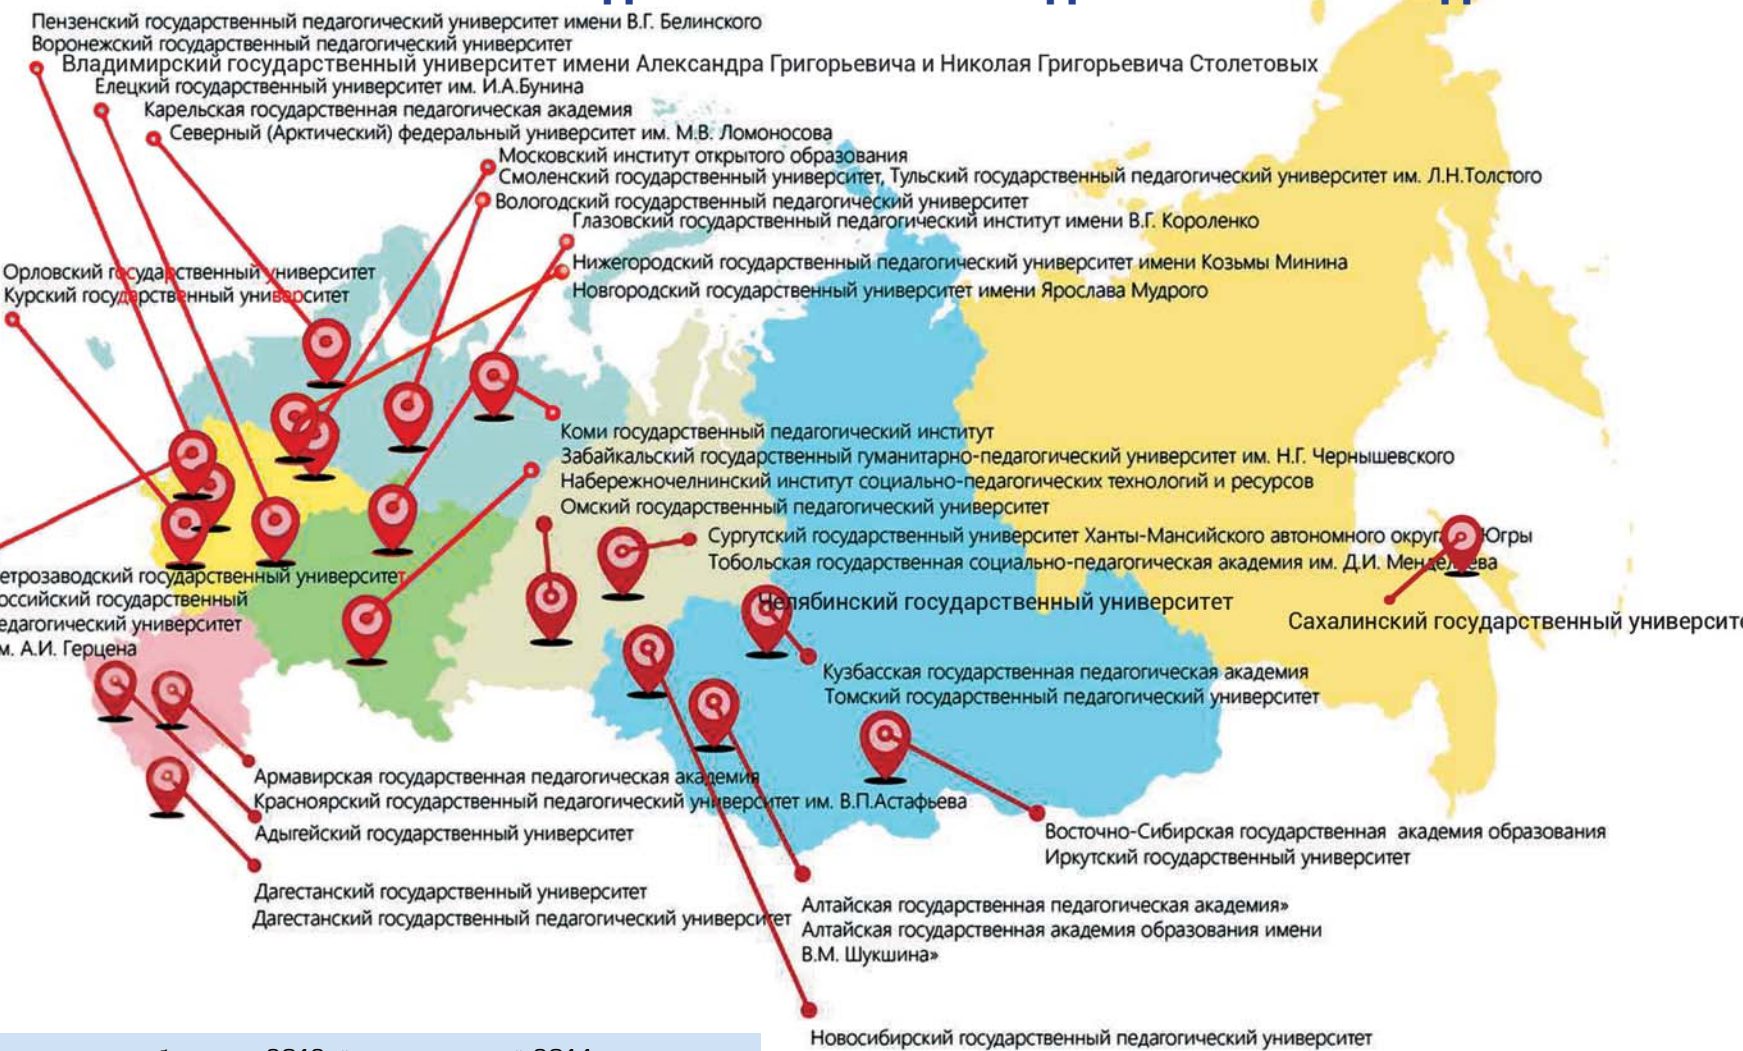 Пензенский государственный педагогический университет имени В.Г. Белинского
Воронежский государственный педагогический университет
Владимирский государственный университет имени Александра Григорьевича и Николая Григорьевича Столетовых
Елецкий государственный университет им. И.А.Бунина
Карельская государственная педагогическая академия
Северный (Арктический) федеральный университет им. М.В. Ломоносова
Московский институт открытого образования
Смоленский государственный университет, Тульский государственный педагогический университет им. Л.Н.Толстого
Вологодский государственный педагогический университет
Глазовский государственный педагогический институт имени В.Г. Короленко
Нижегородский государственный педагогический университет имени Козьмы Минина
Новгородский государственный университет имени Ярослава Мудрого
Орловский государственный университет
Курский государственный университет
Коми государственный педагогический институт
Забайкальский государственный гуманитарно-педагогический университет им. Н.Г. Чернышевского
Набережночелнинский институт социально-педагогических технологий и ресурсов
Омский государственный педагогический университет
Сургутский государственный университет Ханты-Мансийского автономного округа Югры
Тобольская государственная социально-педагогическая академия им. Д.И. Менделеева
Челябинский государственный университет
Сахалинский государственный университе
етрозаводский государственный университет
оссийский государственный
едагогический университет
м. А.И. Герцена
Кузбасская государственная педагогическая академия
Томский государственный педагогический университет
Армавирская государственная педагогическая академия
Красноярский государственный педагогический университет им. В.П.Астафьева
Адыгейский государственный университет
Дагестанский государственный университет
Дагестанский государственный педагогический университет
Восточно-Сибирская государственная академия образования
Иркутский государственный университет
Алтайская государственная педагогическая академия»
Алтайская государственная академия образования имени
В.М. Шукшина»
Новосибирский государственный педагогический университет